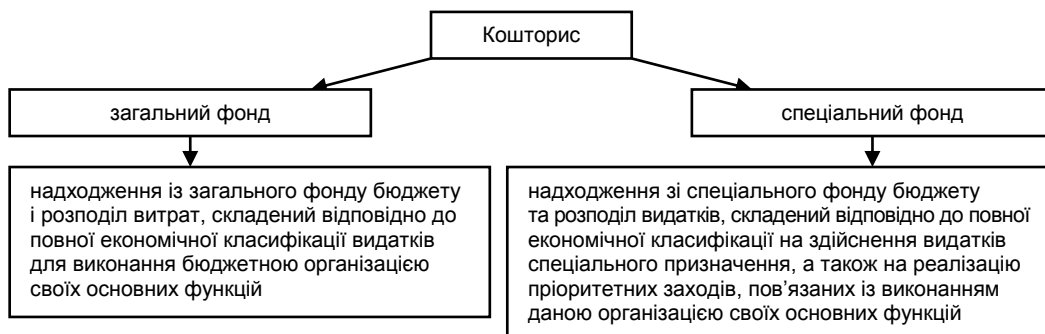 Кошторис
загальний фонд
спеціальний фонд
надходження із загального фонду бюджету
і розподіл витрат, складений відповідно до
повної економічної класифікації видатків
для виконання бюджетною організацією
своїх основних функцій
надходження зі спеціального фонду бюджету
та розподіл видатків, складений відповідно до повної
економічної класифікації на здійснення видатків
спеціального призначення, а також на реалізацію
пріоритетних заходів, пов’язаних із виконанням
даною організацією своїх основних функцій